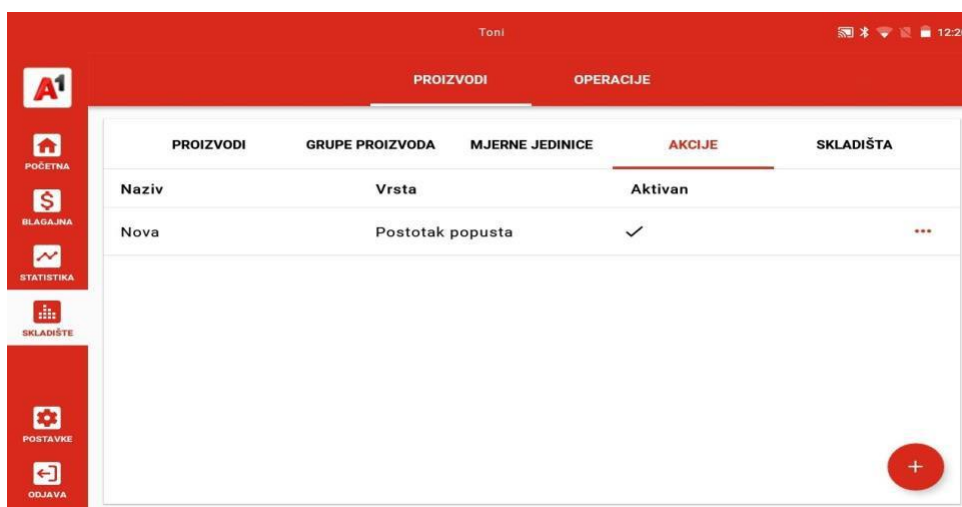 Toni
12:20
A1
PROIZVODI OPERACIJE
PROIZVODI GRUPE PROIZVODA MJERNE JEDINICE AKCIJE SKLADIŠTA
Naziv Vrsta Aktivan
Nova Postotak popusta
POČETNA
BLAGAJNA
STATISTIKA
SKLADIŠTE
POSTAVKE
ODJAVA